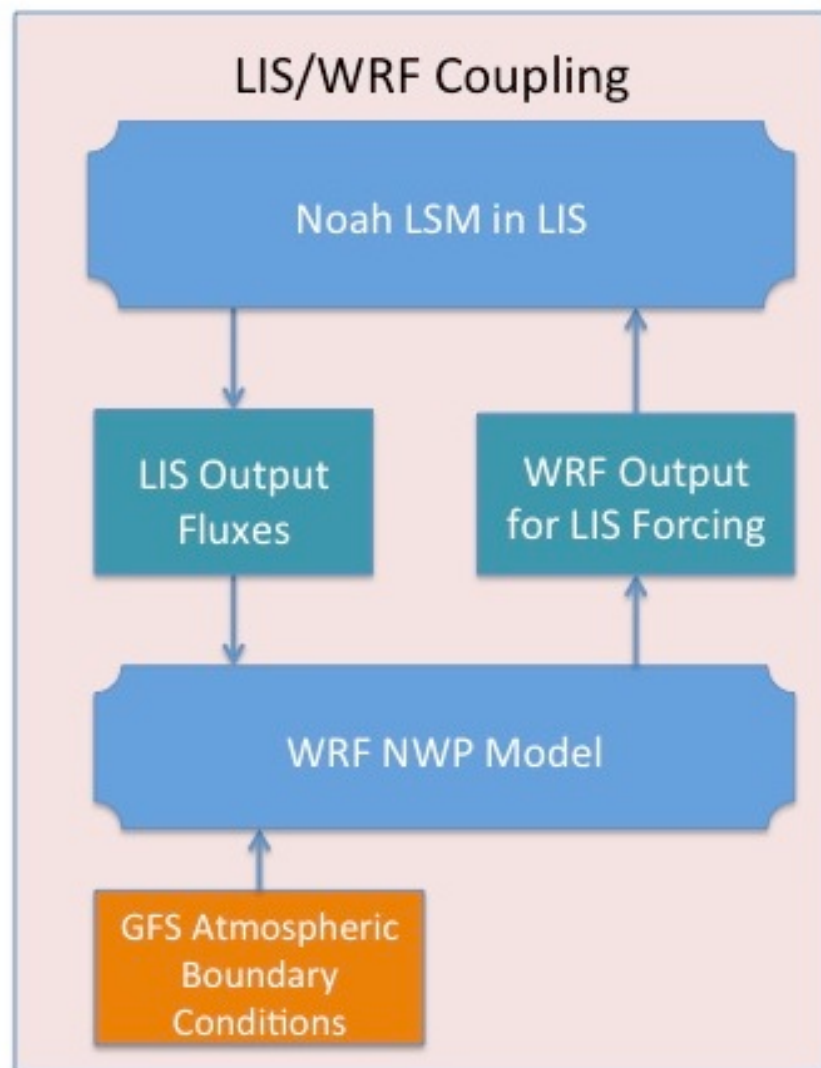 LIS/WRF Coupling
Noah LSM in LIS
LIS Output
Fluxes
WRF Output
for LIS Forcing
WRF NWP Model
GFS Atmospheric
Boundary
Conditions